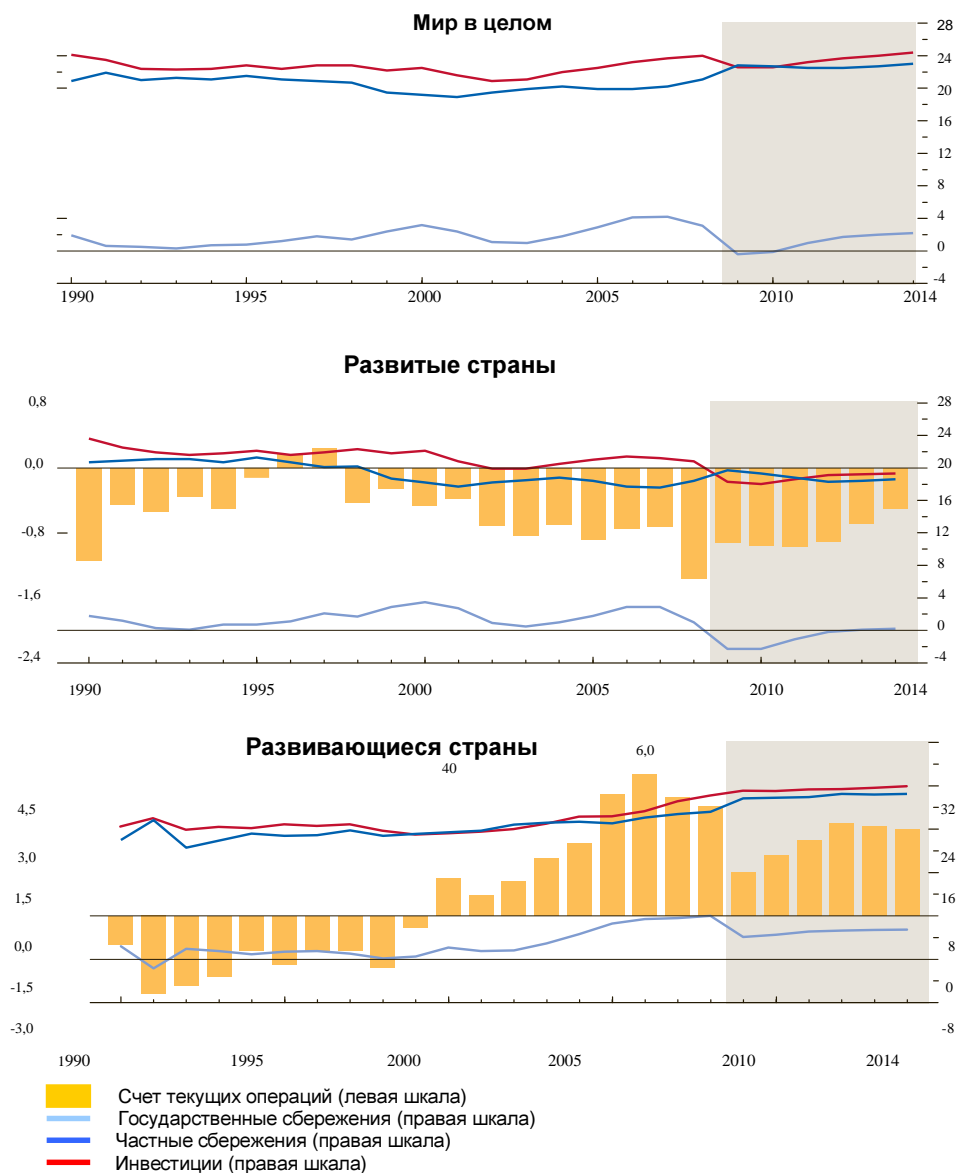 Мир в целом
28
24
20
16
12
8
4
0
-4
1990 1995 2000 2005 2010 2014
Развитые страны
0,8 28
24
0,0 20
16
-0,8
12
-1,6 8
4
0
-2,4 -4
1990 1995 2000 2005 2010 2014
Развивающиеся страны
40 6,0
4,5 32
3,0 24
1,5 16
0,0 8
-1,5 0
-3,0 -8
1990 1995 2000 2005 2010 2014
Счет текущих операций (левая шкала)
Государственные сбережения (правая шкала)
Частные сбережения (правая шкала)
Инвестиции (правая шкала)